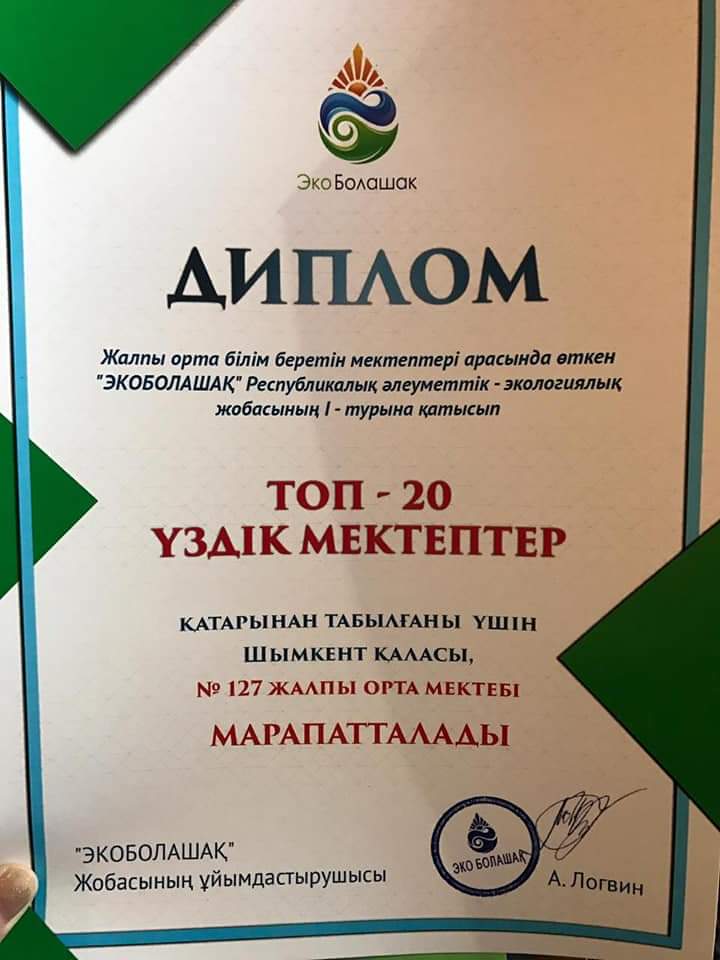 ЭкоБолашак
ДИПЛОМ
Жалпы орта білім беретін мектептері арасында өткен
"ЭКОБОЛАШАҚ" Республикалық әлеуметтік - экологиялық
жобасының І - турына қатысып
ТОП - 20
ҮЗДІК МЕКТЕПТЕР
ҚАТАРЫНАН ТАБЫЛҒАНЫ ҮШІН
ШЫМКЕНТ ҚАЛАСЫ,
№ 127 ЖАЛПЫ ОРТА МЕКТЕБІ
МАРАПАТТАЛАДЫ
"ЭКОБОЛАШАҚ"
Жобасының ұйымдастырушысы
ЭКО БОЛАШАҚ
А. Логвин